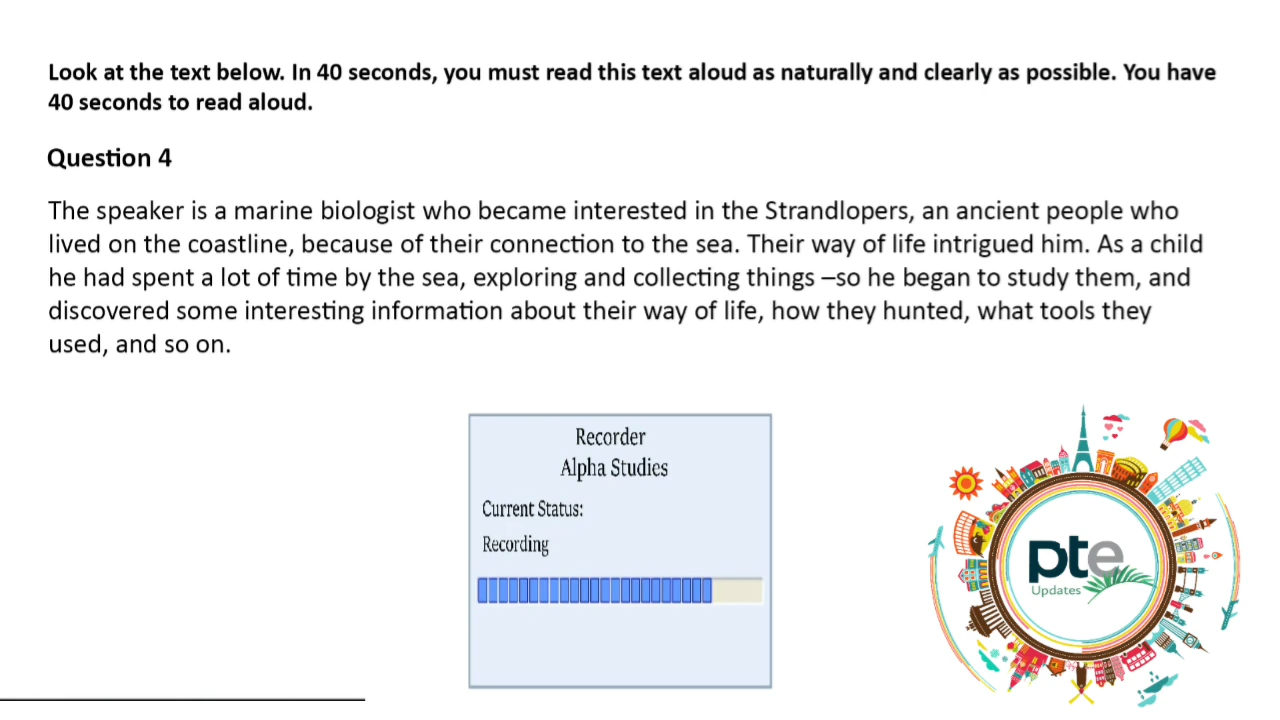 Look at the text below. In 40 seconds, you must read this text aloud as naturally and clearly as possible. You have
40 seconds to read aloud.
Question 4
The speaker is a marine biologist who became interested in the Strandlopers, an ancient people who
lived on the coastline, because of their connection to the sea. Their way of life intrigued him. As a child
he had spent a lot of time by the sea, exploring and collecting things –so he began to study them, and
discovered some interesting information about their way of life, how they hunted, what tools they
used, and so on.
Recorder
Alpha Studies
Current Status:
Recording
pte
Updates